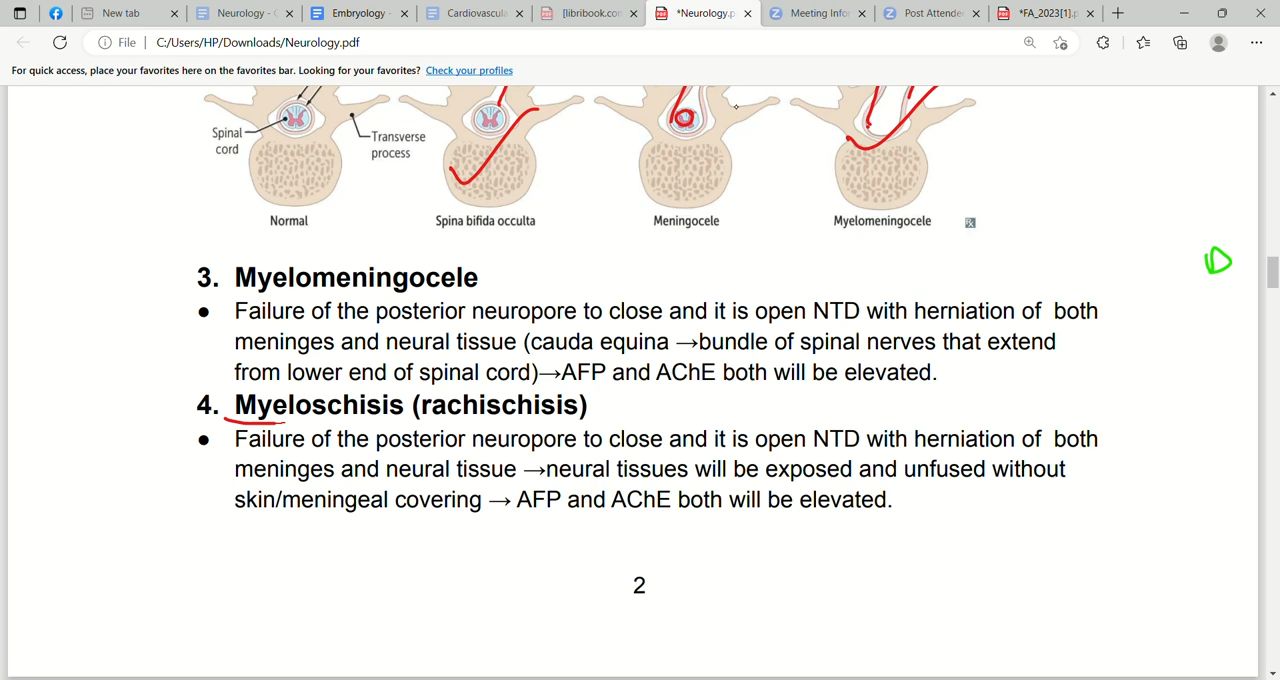 New tab
Neurology - C
Embryology -
Cardiovascula
[libribook.con
*Neurology.p
Meeting Infor
Post Attende
*FA_2023[1].p
File
C:/Users/HP/Downloads/Neurology.pdf
For quick access, place your favorites here on the favorites bar. Looking for your favorites? Check your profiles
Spinal
cord
Transverse
process
Normal
Spina bifida occulta
Meningocele
Myelomeningocele
3. Myelomeningocele
● Failure of the posterior neuropore to close and it is open NTD with herniation of both
meninges and neural tissue (cauda equina →bundle of spinal nerves that extend
from lower end of spinal cord)→AFP and AChE both will be elevated.
4. Myeloschisis (rachischisis)
● Failure of the posterior neuropore to close and it is open NTD with herniation of both
meninges and neural tissue →neural tissues will be exposed and unfused without
skin/meningeal covering → AFP and AChE both will be elevated.
2